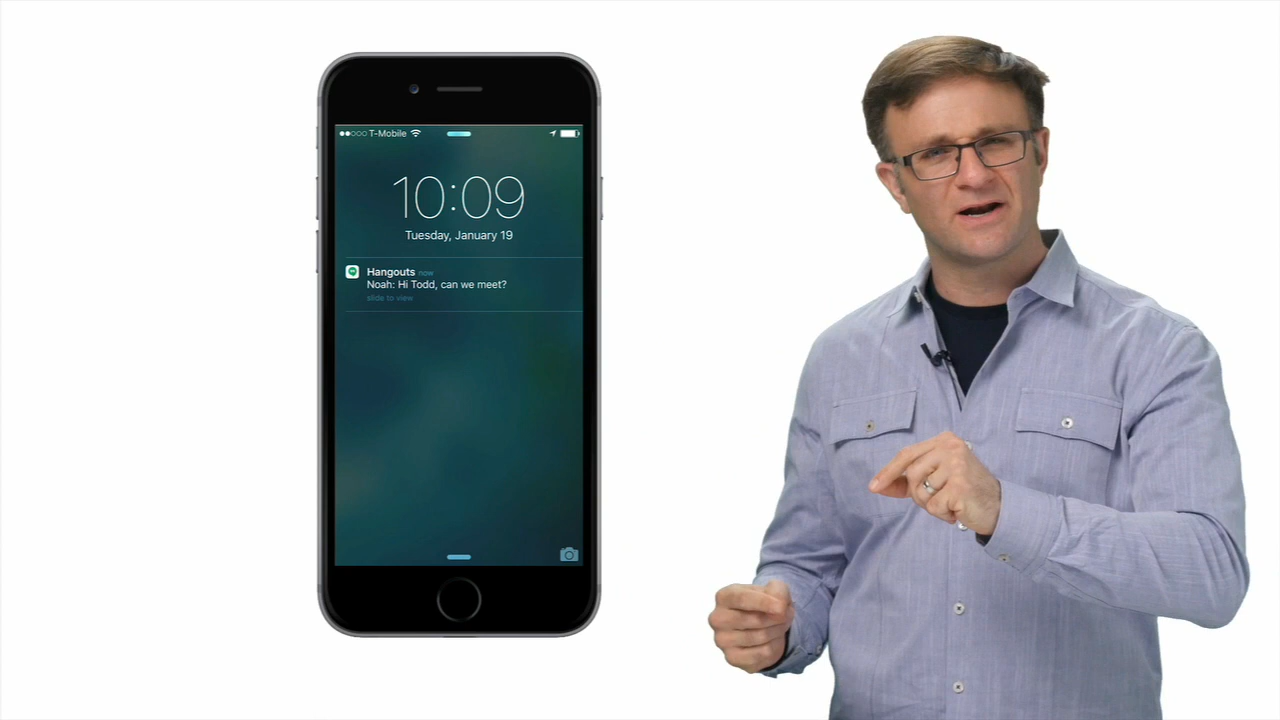 T-Mobile
10:09
Tuesday, January 19
Hangouts now
Noah: Hi Todd, can we meet?
slide to view